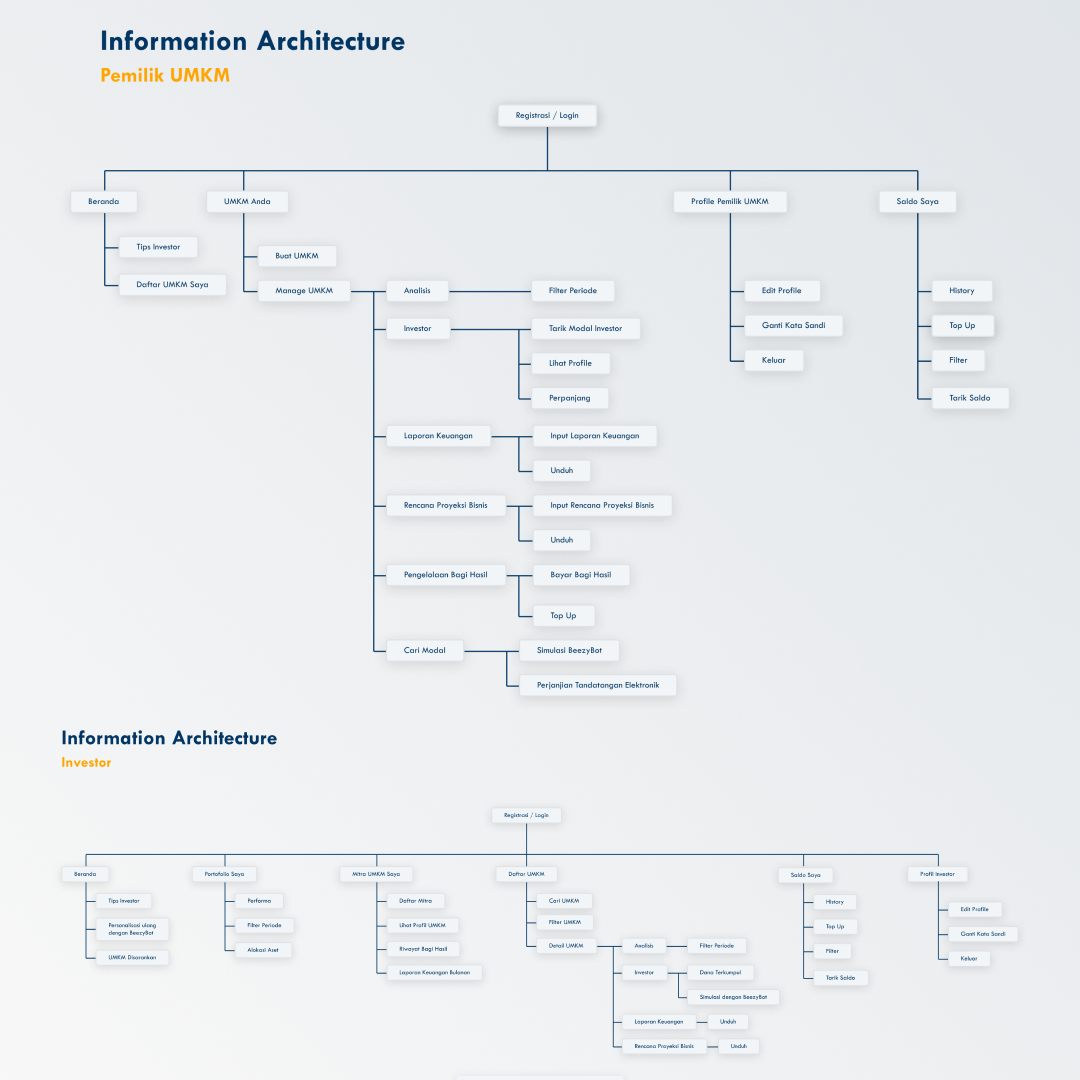 Information Architecture
Pemilik UMKM
Registrasi / Login
Beranda
UMKM Anda
Profile Pemilik UMKM
Saldo Saya
Tips Investor
Daftar UMKM Saya
Buat UMKM
Manage UMKM
Analisis
Filter Periode
Investor
Tarik Modal Investor
Lihat Profile
Perpanjang
Laporan Keuangan
Input Laporan Keuangan
Unduh
Rencana Proyeksi Bisnis
Input Rencana Proyeksi Bisnis
Unduh
Pengelolaan Bagi Hasil
Bayar Bagi Hasil
Top Up
Cari Modal
Simulasi BeezyBot
Perjanjian Tandatangan Elektronik
Edit Profile
Ganti Kata Sandi
Keluar
History
Top Up
Filter
Tarik Saldo
Information Architecture
Investor
Registrasi / Login
Beranda
Portofolio Saya
Mitra UMKM Saya
Daftar UMKM
Saldo Saya
Profil Investor
Tips Investor
Personalisasi ulang
dengan BeezyBot
UMKM Disarankan
Performa
Filter Periode
Alokasi Aset
Daftar Mitra
Lihat Profil UMKM
Riwayat Bagi Hasil
Laporan Keuangan Bulanan
Cari UMKM
Filter UMKM
Detail UMKM
Analisis
Filter Periode
Investor
Dana Terkumpul
Simulasi dengan BeezyBot
Laporan Keuangan
Unduh
Rencana Proyeksi Bisnis
Unduh
History
Top Up
Filter
Tarik Saldo
Edit Profile
Ganti Kata Sandi
Keluar